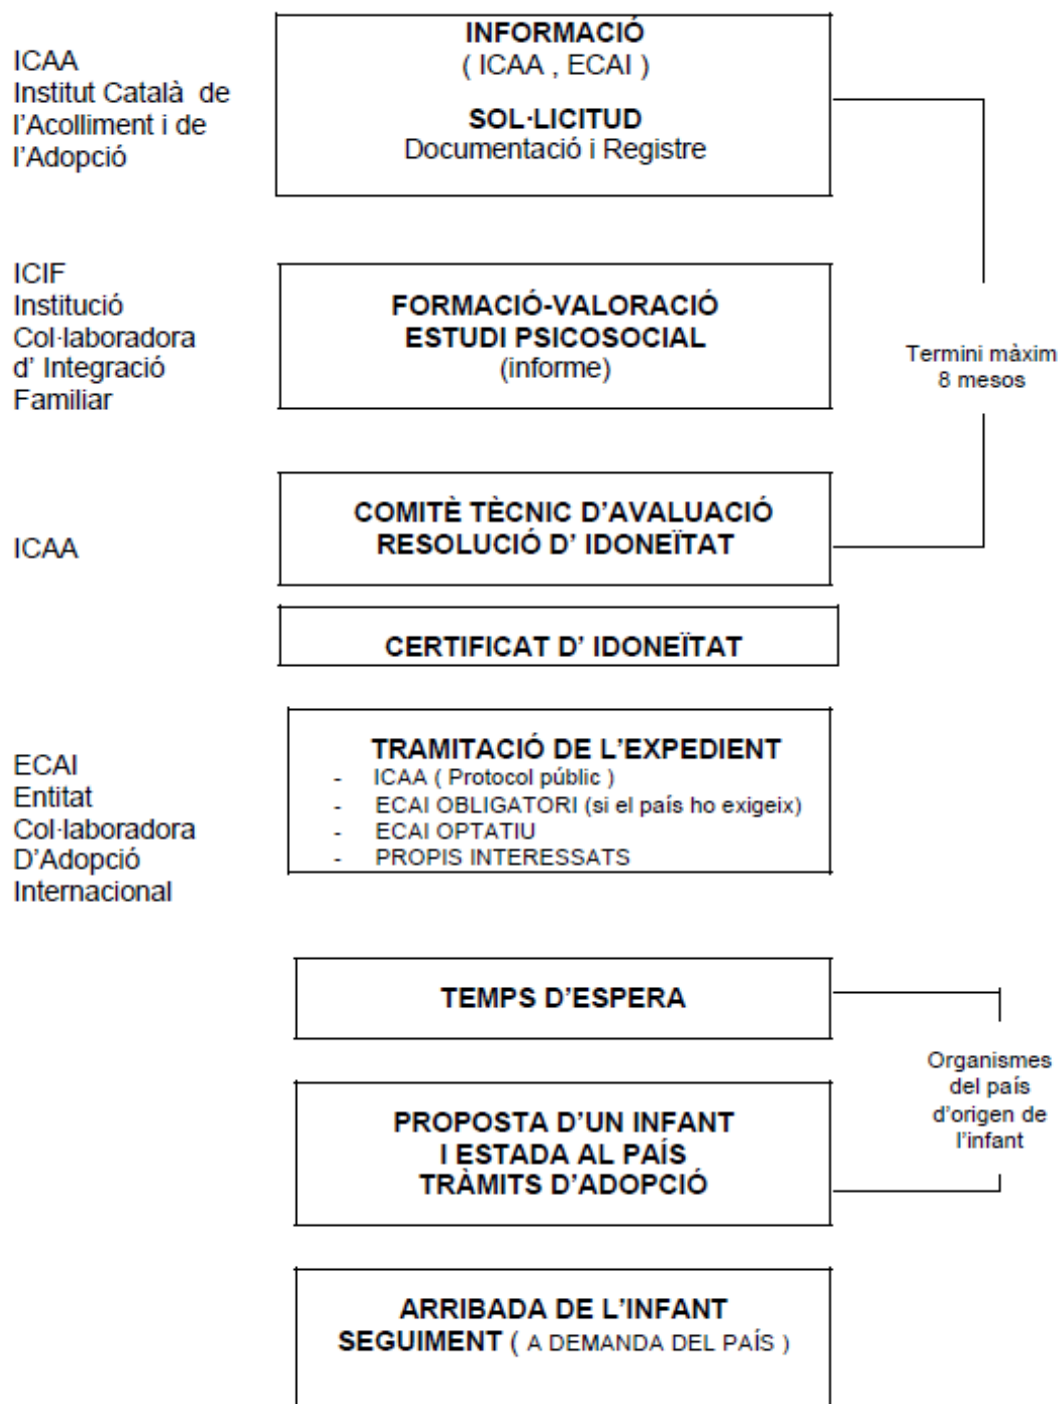 ICAA
Institut Català de
l'Acolliment i de
l'Adopció
INFORMACIÓ
( ICAA , ECAI )
SOL·LICITUD
Documentació i Registre
ICIF
Institució
Col·laboradora
d' Integració
Familiar
FORMACIÓ-VALORACIÓ
ESTUDI PSICOSOCIAL
(informe)
Termini màxim
8 mesos
ICAA
COMITÈ TÈCNIC D'AVALUACIÓ
RESOLUCIÓ D' IDONEÏTAT
CERTIFICAT D' IDONEÏTAT
ECAI
Entitat
Col·laboradora
D'Adopció
Internacional
TRAMITACIÓ DE L'EXPEDIENT
- ICAA ( Protocol públic )
- ECAI OBLIGATORI (si el país ho exigeix)
- ECAI OPTATIU
- PROPIS INTERESSATS
TEMPS D'ESPERA
Organismes
del país
d'origen de
l'infant
PROPOSTA D'UN INFANT
I ESTADA AL PAÍS
TRÀMITS D'ADOPCIÓ
ARRIBADA DE L'INFANT
SEGUIMENT ( A DEMANDA DEL PAÍS )